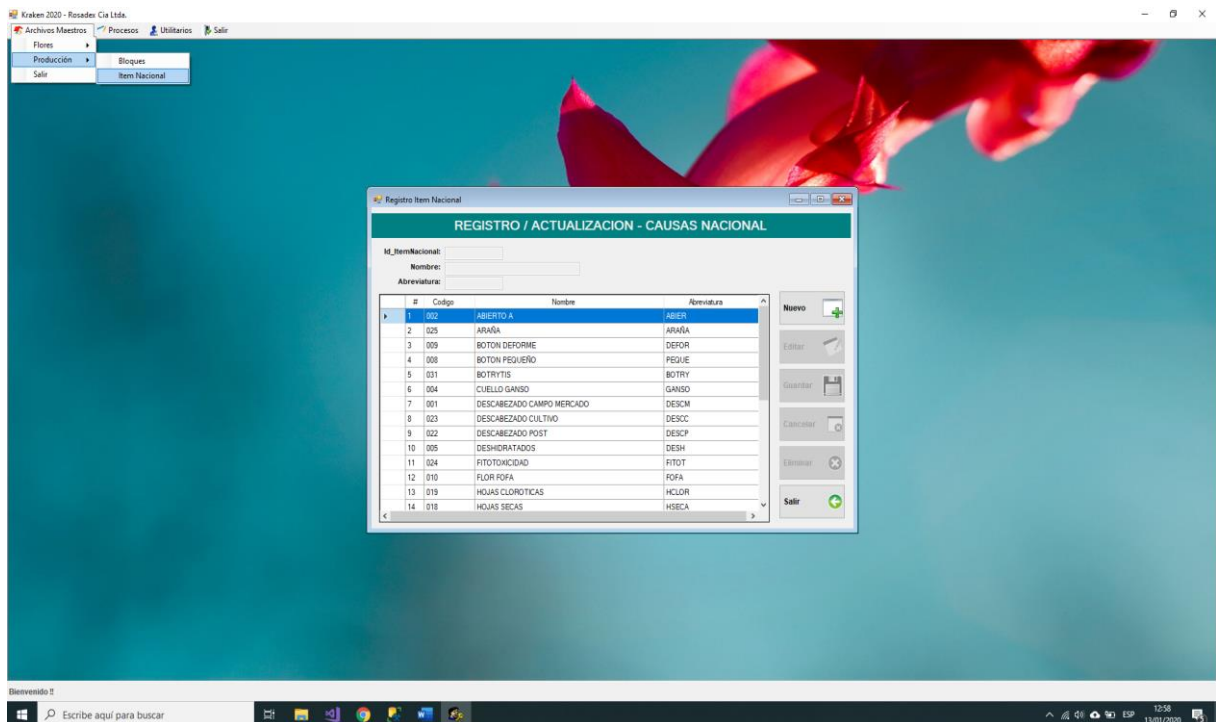 Kraken 2020 - Rosadex Cia Ltda.
Archivos Maestros Procesos Utilitarios Salir
Flores
Producción
Salir
Bloques
Item Nacional
Registro Item Nacional
REGISTRO / ACTUALIZACION - CAUSAS NACIONAL
Id_ItemNacional:
Nombre:
Abreviatura:
# Codigo Nombre Abreviatura
1 002 ABIERTO A ABIER
2 025 ARAÑA ARAÑA
3 009 BOTON DEFORME DEFOR
4 008 BOTON PEQUEÑO PEQUE
5 031 BOTRYTIS BOTRY
6 004 CUELLO GANSO GANSO
7 001 DESCABEZADO CAMPO MERCADO DESCM
8 023 DESCABEZADO CULTIVO DESCC
9 022 DESCABEZADO POST DESCP
10 005 DESHIDRATADOS DESH
11 024 FITOTOXICIDAD FITOT
12 010 FLOR FOFA FOFA
13 019 HOJAS CLOROTICAS HCLOR
14 018 HOJAS SECAS HSECA
Nuevo
Editar
Guardar
Cancelar
Eliminar
Salir
Bienvenido !!
Escribe aquí para buscar
ESP
12:58
13/01/2020